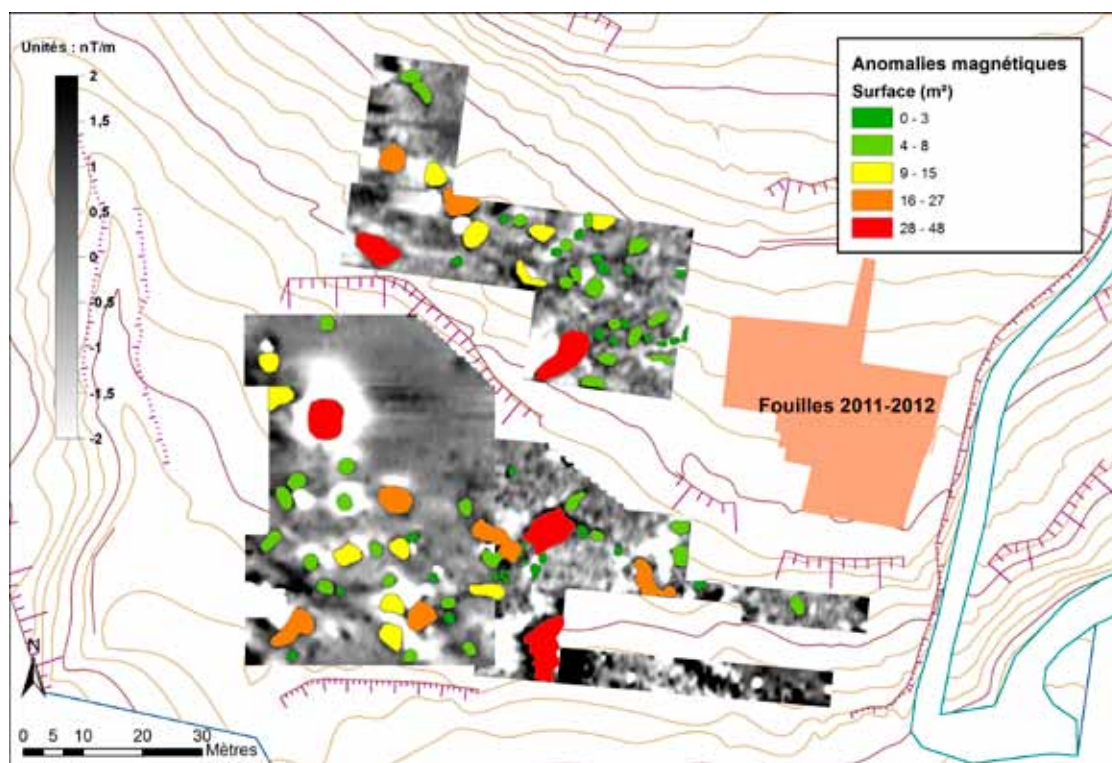 Unités : nT/m
2
1,5
1
0,5
0
-0,5
-1
-1,5
-2
Anomalies magnétiques
Surface (m²)
0 - 3
4 - 8
9 - 15
16 - 27
28 - 48
Fouilles 2011-2012
N
0 5 10 20 30
Mètres